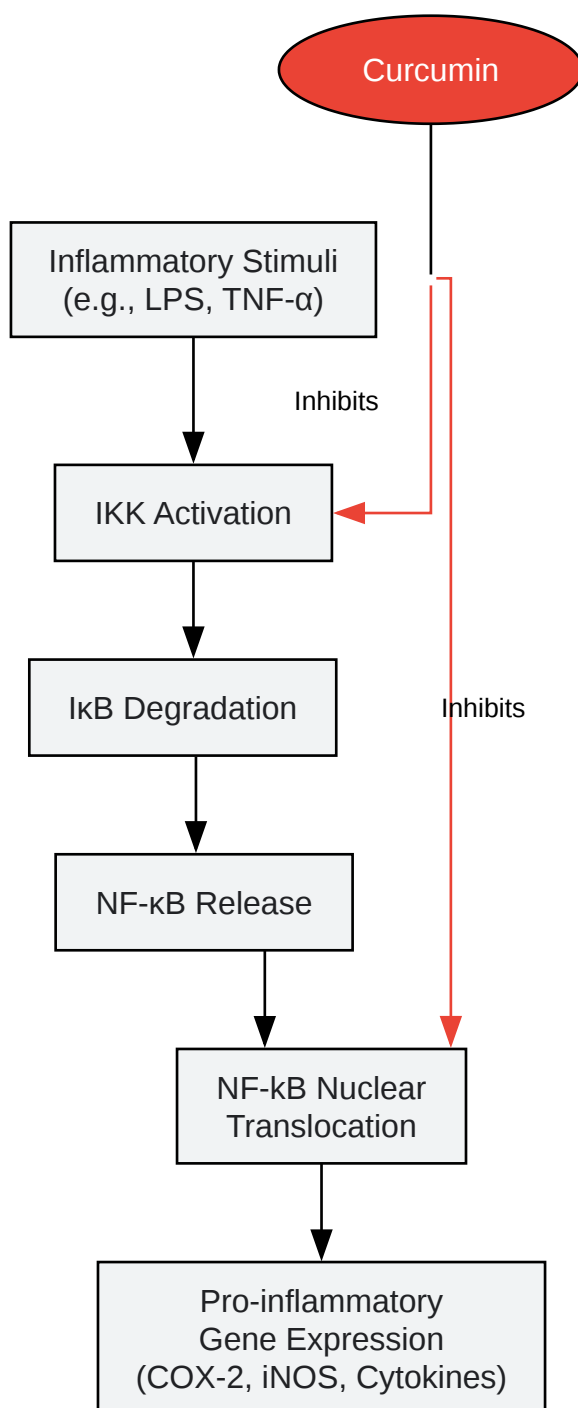 Curcumin
Inflammatory Stimuli
(e.g., LPS, TNF-α)
Inhibits
IKK Activation
IκB Degradation
Inhibits
NF-κB Release
NF-kB Nuclear
Translocation
Pro-inflammatory
Gene Expression
(COX-2, iNOS, Cytokines)